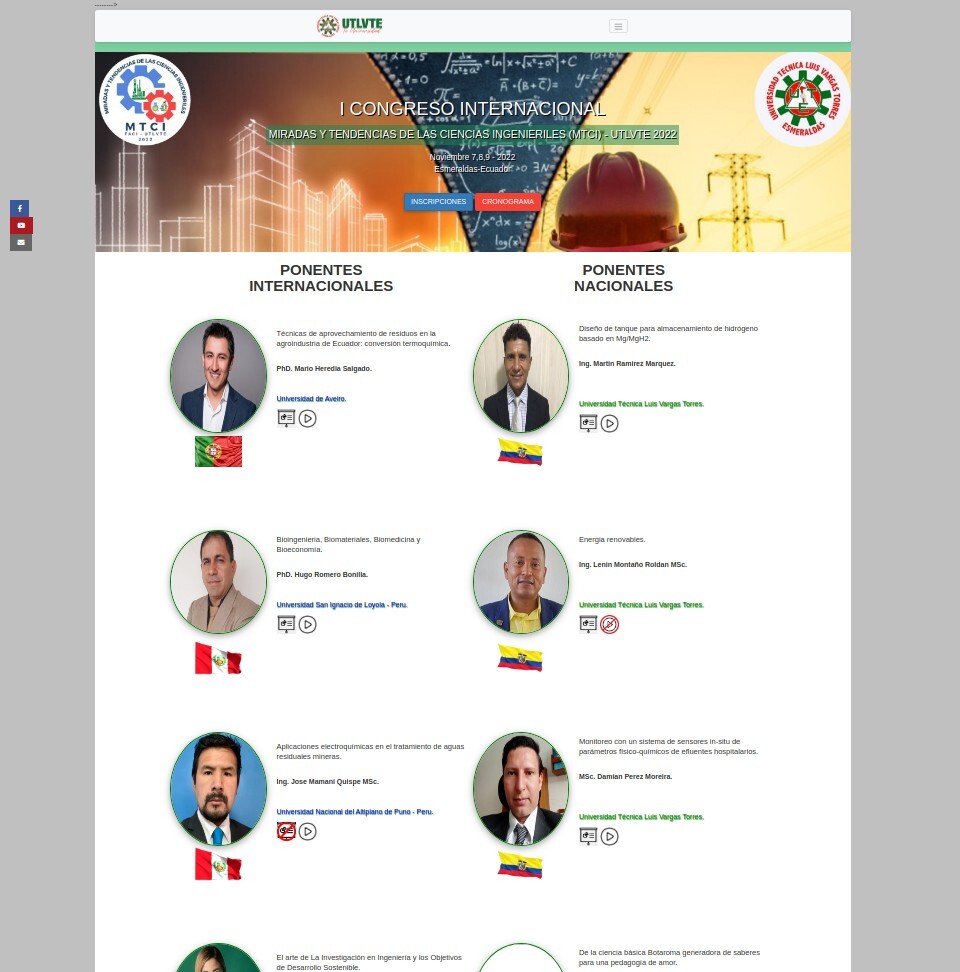 -------->
UTLVTE
I CONGRESO INTERNACIONAL
MIRADAS Y TENDENCIAS DE LAS CIENCIAS INGENIERILES (MTCI) - UTLVTE 2022
Noviembre 7,8,9 - 2022
Esmeraldas-Ecuador
INSCRIPCIONES
CRONOGRAMA
MIRADAS Y TENDENCIAS DE LAS CIENCIAS INGENIERILES
MTCI
FACI - UTLVTE
2022
UNIVERSIDAD TECNICA LUIS VARGAS TORRES
ESMERALDAS
PONENTES
INTERNACIONALES
PONENTES
NACIONALES
Técnicas de aprovechamiento de residuos en la
agroindustria de Ecuador: conversión termoquímica.
PhD. Mario Heredia Salgado.
Universidad de Aveiro.
Diseño de tanque para almacenamiento de hidrógeno
basado en Mg/MgH2.
Ing. Martin Ramirez Marquez.
Universidad Técnica Luis Vargas Torres.
Bioingenieria, Biomateriales, Biomedicina y
Bioeconomía.
PhD. Hugo Romero Bonilla.
Universidad San Ignacio de Loyola - Peru.
Energia renovables.
Ing. Lenin Montaño Roldan MSc.
Universidad Técnica Luis Vargas Torres.
Aplicaciones electroquimicas en el tratamiento de aguas
residuales mineras.
Ing. Jose Mamani Quispe MSc.
Universidad Nacional del Altiplano de Puno - Peru.
Monitoreo con un sistema de sensores in-situ de
parámetros físico-químicos de efluentes hospitalarios.
MSc. Damian Perez Moreira.
Universidad Técnica Luis Vargas Torres.
El arte de La Investigación en Ingeniería y los Objetivos
de Desarrollo Sostenible.
De la ciencia básica Botaroma generadora de saberes
para una pedagogía de amor.